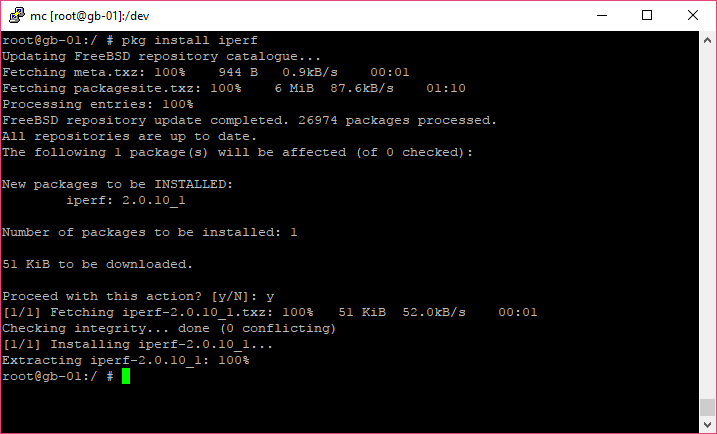 mc [root@gb-01]:/dev
root@gb-01:/ # pkg install iperf
Updating FreeBSD repository catalogue...
Fetching meta.txz: 100%    944 B   0.9kB/s    00:01
Fetching packagesite.txz: 100%    6 MiB  87.6kB/s    01:10
Processing entries: 100%
FreeBSD repository update completed. 26974 packages processed.
All repositories are up to date.
The following 1 package(s) will be affected (of 0 checked):
New packages to be INSTALLED:
        iperf: 2.0.10_1
Number of packages to be installed: 1
51 KiB to be downloaded.
Proceed with this action? [y/N]: y
[1/1] Fetching iperf-2.0.10_1.txz: 100%   51 KiB  52.0kB/s    00:01
Checking integrity... done (0 conflicting)
[1/1] Installing iperf-2.0.10_1...
Extracting iperf-2.0.10_1: 100%
root@gb-01:/ #